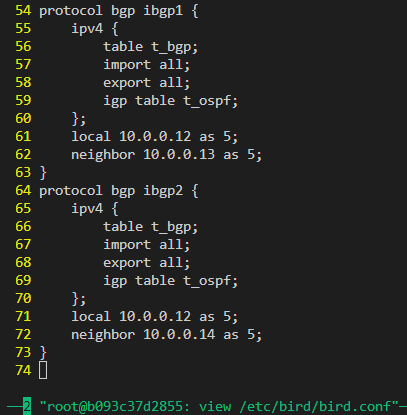 54 protocol bgp ibgp1 {
55     ipv4 {
56         table t_bgp;
57         import all;
58         export all;
59         igp table t_ospf;
60     };
61     local 10.0.0.12 as 5;
62     neighbor 10.0.0.13 as 5;
63 }
64 protocol bgp ibgp2 {
65     ipv4 {
66         table t_bgp;
67         import all;
68         export all;
69         igp table t_ospf;
70     };
71     local 10.0.0.12 as 5;
72     neighbor 10.0.0.14 as 5;
73 }
74
2 "root@b093c37d2855: view /etc/bird/bird.conf"